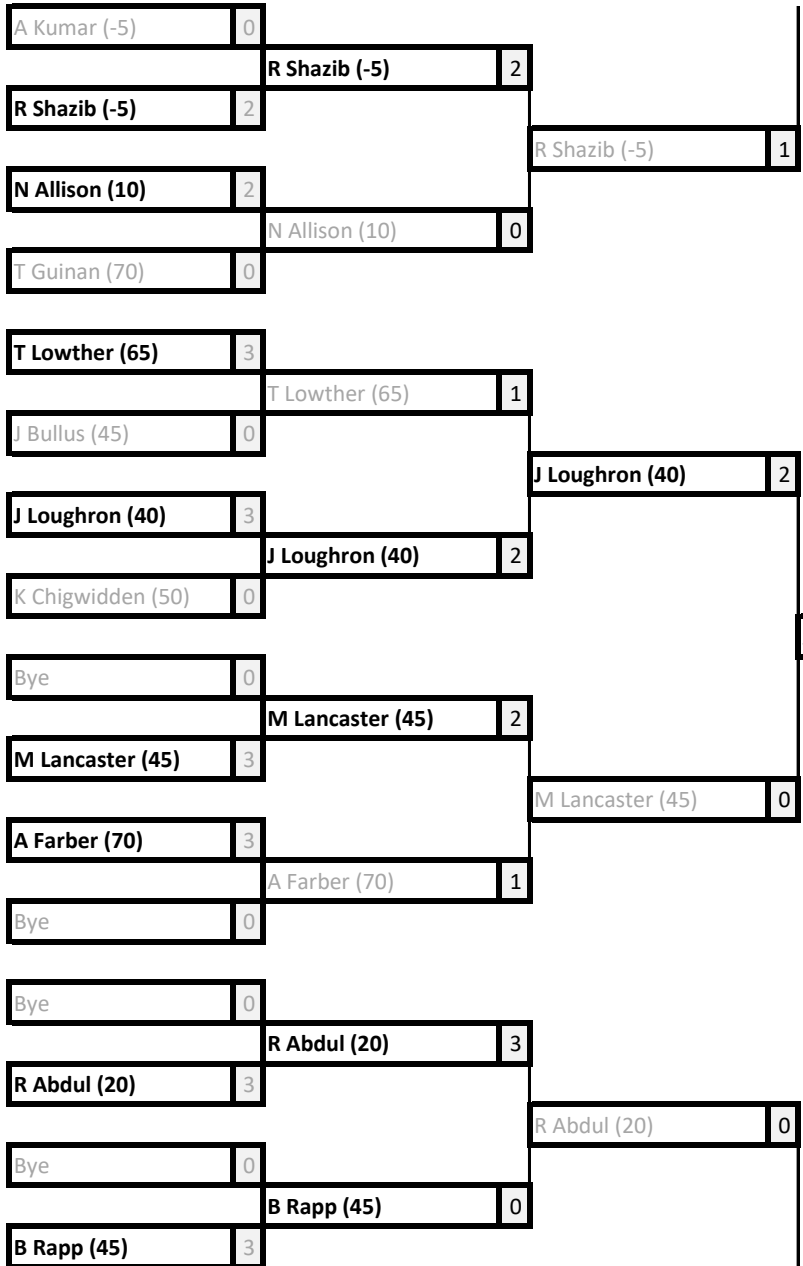 A Kumar (-5) 0
R Shazib (-5) 2
R Shazib (-5) 2
R Shazib (-5) 1
N Allison (10) 2
N Allison (10) 0
T Guinan (70) 0
T Lowther (65) 3
T Lowther (65) 1
J Bullus (45) 0
J Loughron (40) 2
J Loughron (40) 3
J Loughron (40) 2
K Chigwidden (50) 0
Bye 0
M Lancaster (45) 2
M Lancaster (45) 3
M Lancaster (45) 0
A Farber (70) 3
A Farber (70) 1
Bye 0
Bye 0
R Abdul (20) 3
R Abdul (20) 3
R Abdul (20) 0
Bye 0
B Rapp (45) 0
B Rapp (45) 3